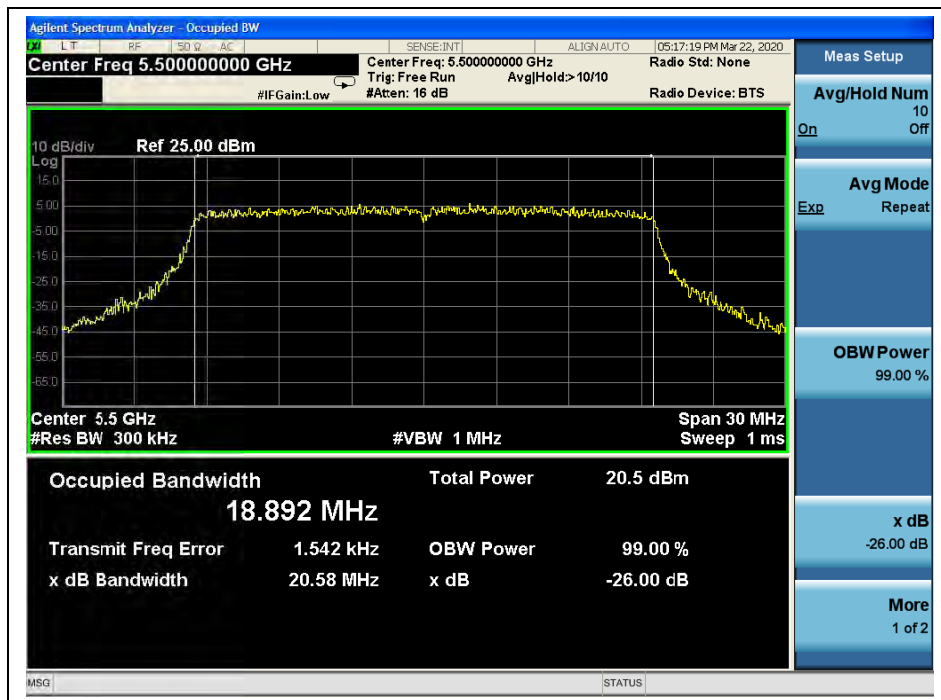 Agilent Spectrum Analyzer - Occupied BW
LXI L T RF 50 Ω AC SENSE:INT ALIGN AUTO 05:17:19 PM Mar 22, 2020
Center Freq 5.500000000 GHz
Center Freq: 5.500000000 GHz
Radio Std: None
Trig: Free Run Avg|Hold:>10/10
#IFGain:Low #Atten: 16 dB Radio Device: BTS
10 dB/div Ref 25.00 dBm
Log
15.0
5.00
-5.00
-15.0
-25.0
-35.0
-45.0
-55.0
-65.0
Center 5.5 GHz Span 30 MHz
#Res BW 300 kHz #VBW 1 MHz Sweep 1 ms
Occupied Bandwidth Total Power 20.5 dBm
18.892 MHz
Transmit Freq Error 1.542 kHz OBW Power 99.00 %
x dB Bandwidth 20.58 MHz x dB -26.00 dB
MSG STATUS
Meas Setup
Avg/Hold Num
10
On Off
Avg Mode
Exp Repeat
OBW Power
99.00 %
x dB
-26.00 dB
More
1 of 2